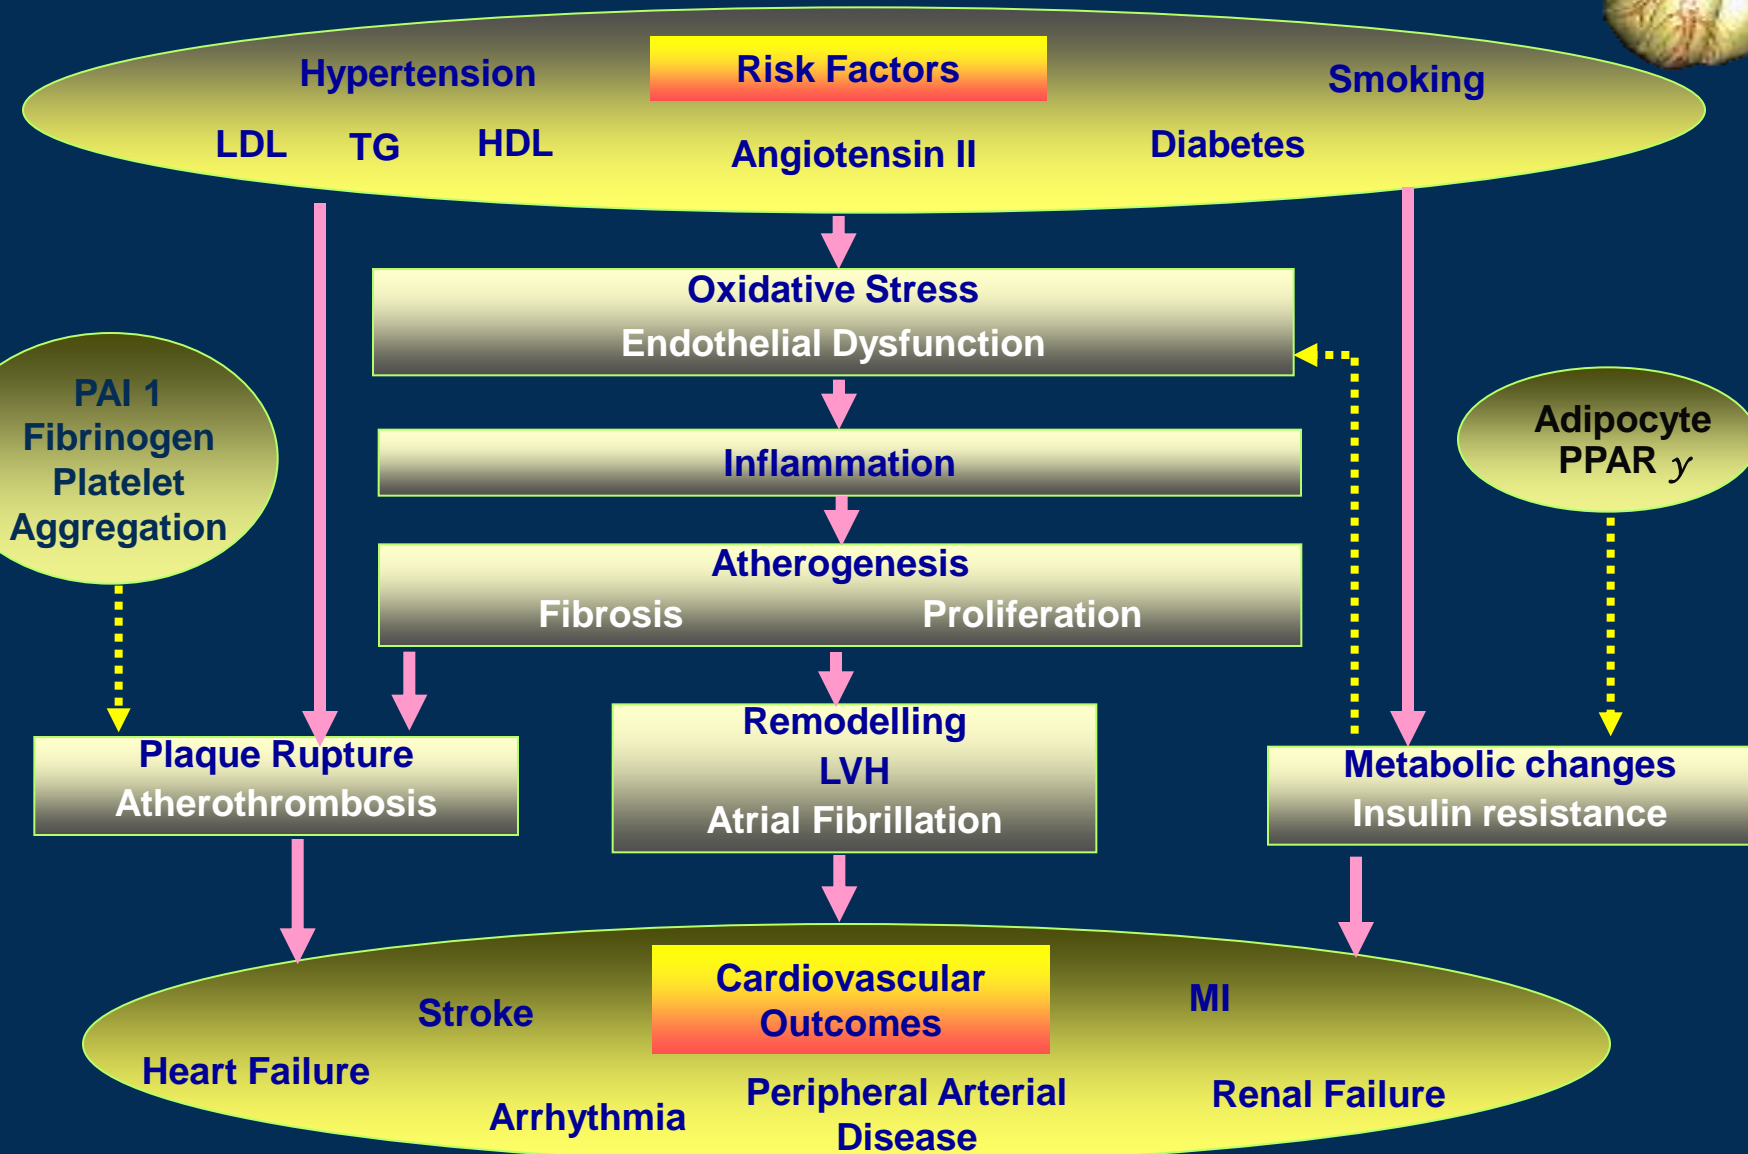 Hypertension
Risk Factors
Smoking
LDL
TG
HDL
Angiotensin II
Diabetes
Oxidative Stress
Endothelial Dysfunction
PAI 1
Fibrinogen
Platelet
Aggregation
Inflammation
Adipocyte
PPAR y
Atherogenesis
Fibrosis
Proliferation
Plaque Rupture
Atherothrombosis
Remodelling
LVH
Atrial Fibrillation
Metabolic changes
Insulin resistance
Cardiovascular
Outcomes
Stroke
MI
Heart Failure
Arrhythmia
Peripheral Arterial
Disease
Renal Failure